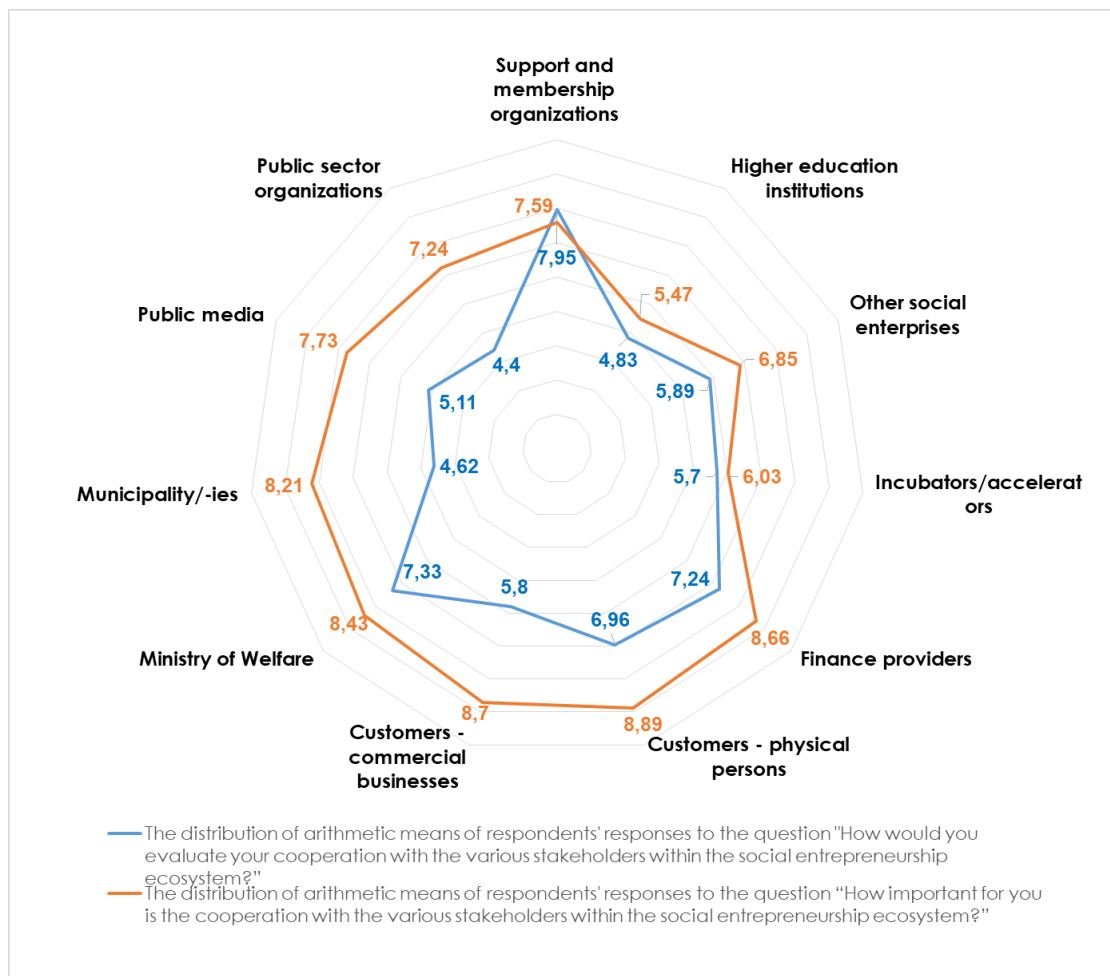 Support and
membership
organizations
Public sector
organizations
Higher education
institutions
7,59
7,24
7,95
5,47
Other social
enterprises
Public media
7,73
4,4
4,83
6,85
5,11
5,89
4,62
5,7
6,03
Municipality/-ies
8,21
Incubators/accelerat
ors
7,33
5,8
7,24
6,96
8,43
8,66
Ministry of Welfare
Finance providers
8,7
8,89
Customers -
commercial
businesses
Customers - physical
persons
The distribution of arithmetic means of respondents' responses to the question "How would you
evaluate your cooperation with the various stakeholders within the social entrepreneurship
ecosystem?”
The distribution of arithmetic means of respondents' responses to the question “How important for you
is the cooperation with the various stakeholders within the social entrepreneurship ecosystem?”